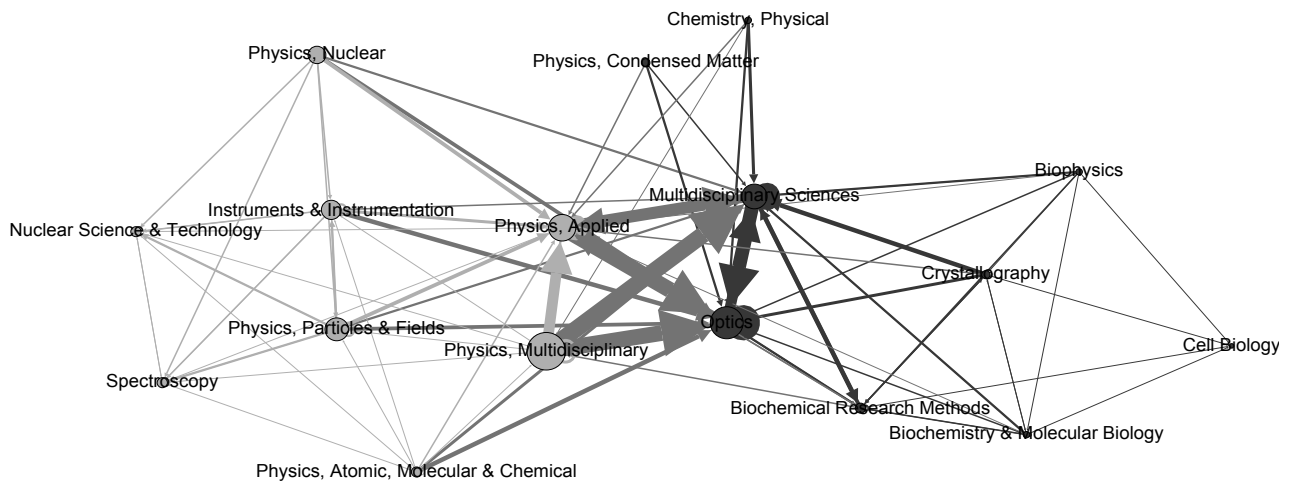 Chemistry, Physical
Physics, Nuclear
Physics, Condensed Matter
Biophysics
Multidisciplinary Sciences
Instruments & Instrumentation
Physics, Applied
Nuclear Science & Technology
Crystallography
Optics
Physics, Particles & Fields
Cell Biology
Physics, Multidisciplinary
Spectroscopy
Biochemical Research Methods
Biochemistry & Molecular Biology
Physics, Atomic, Molecular & Chemical